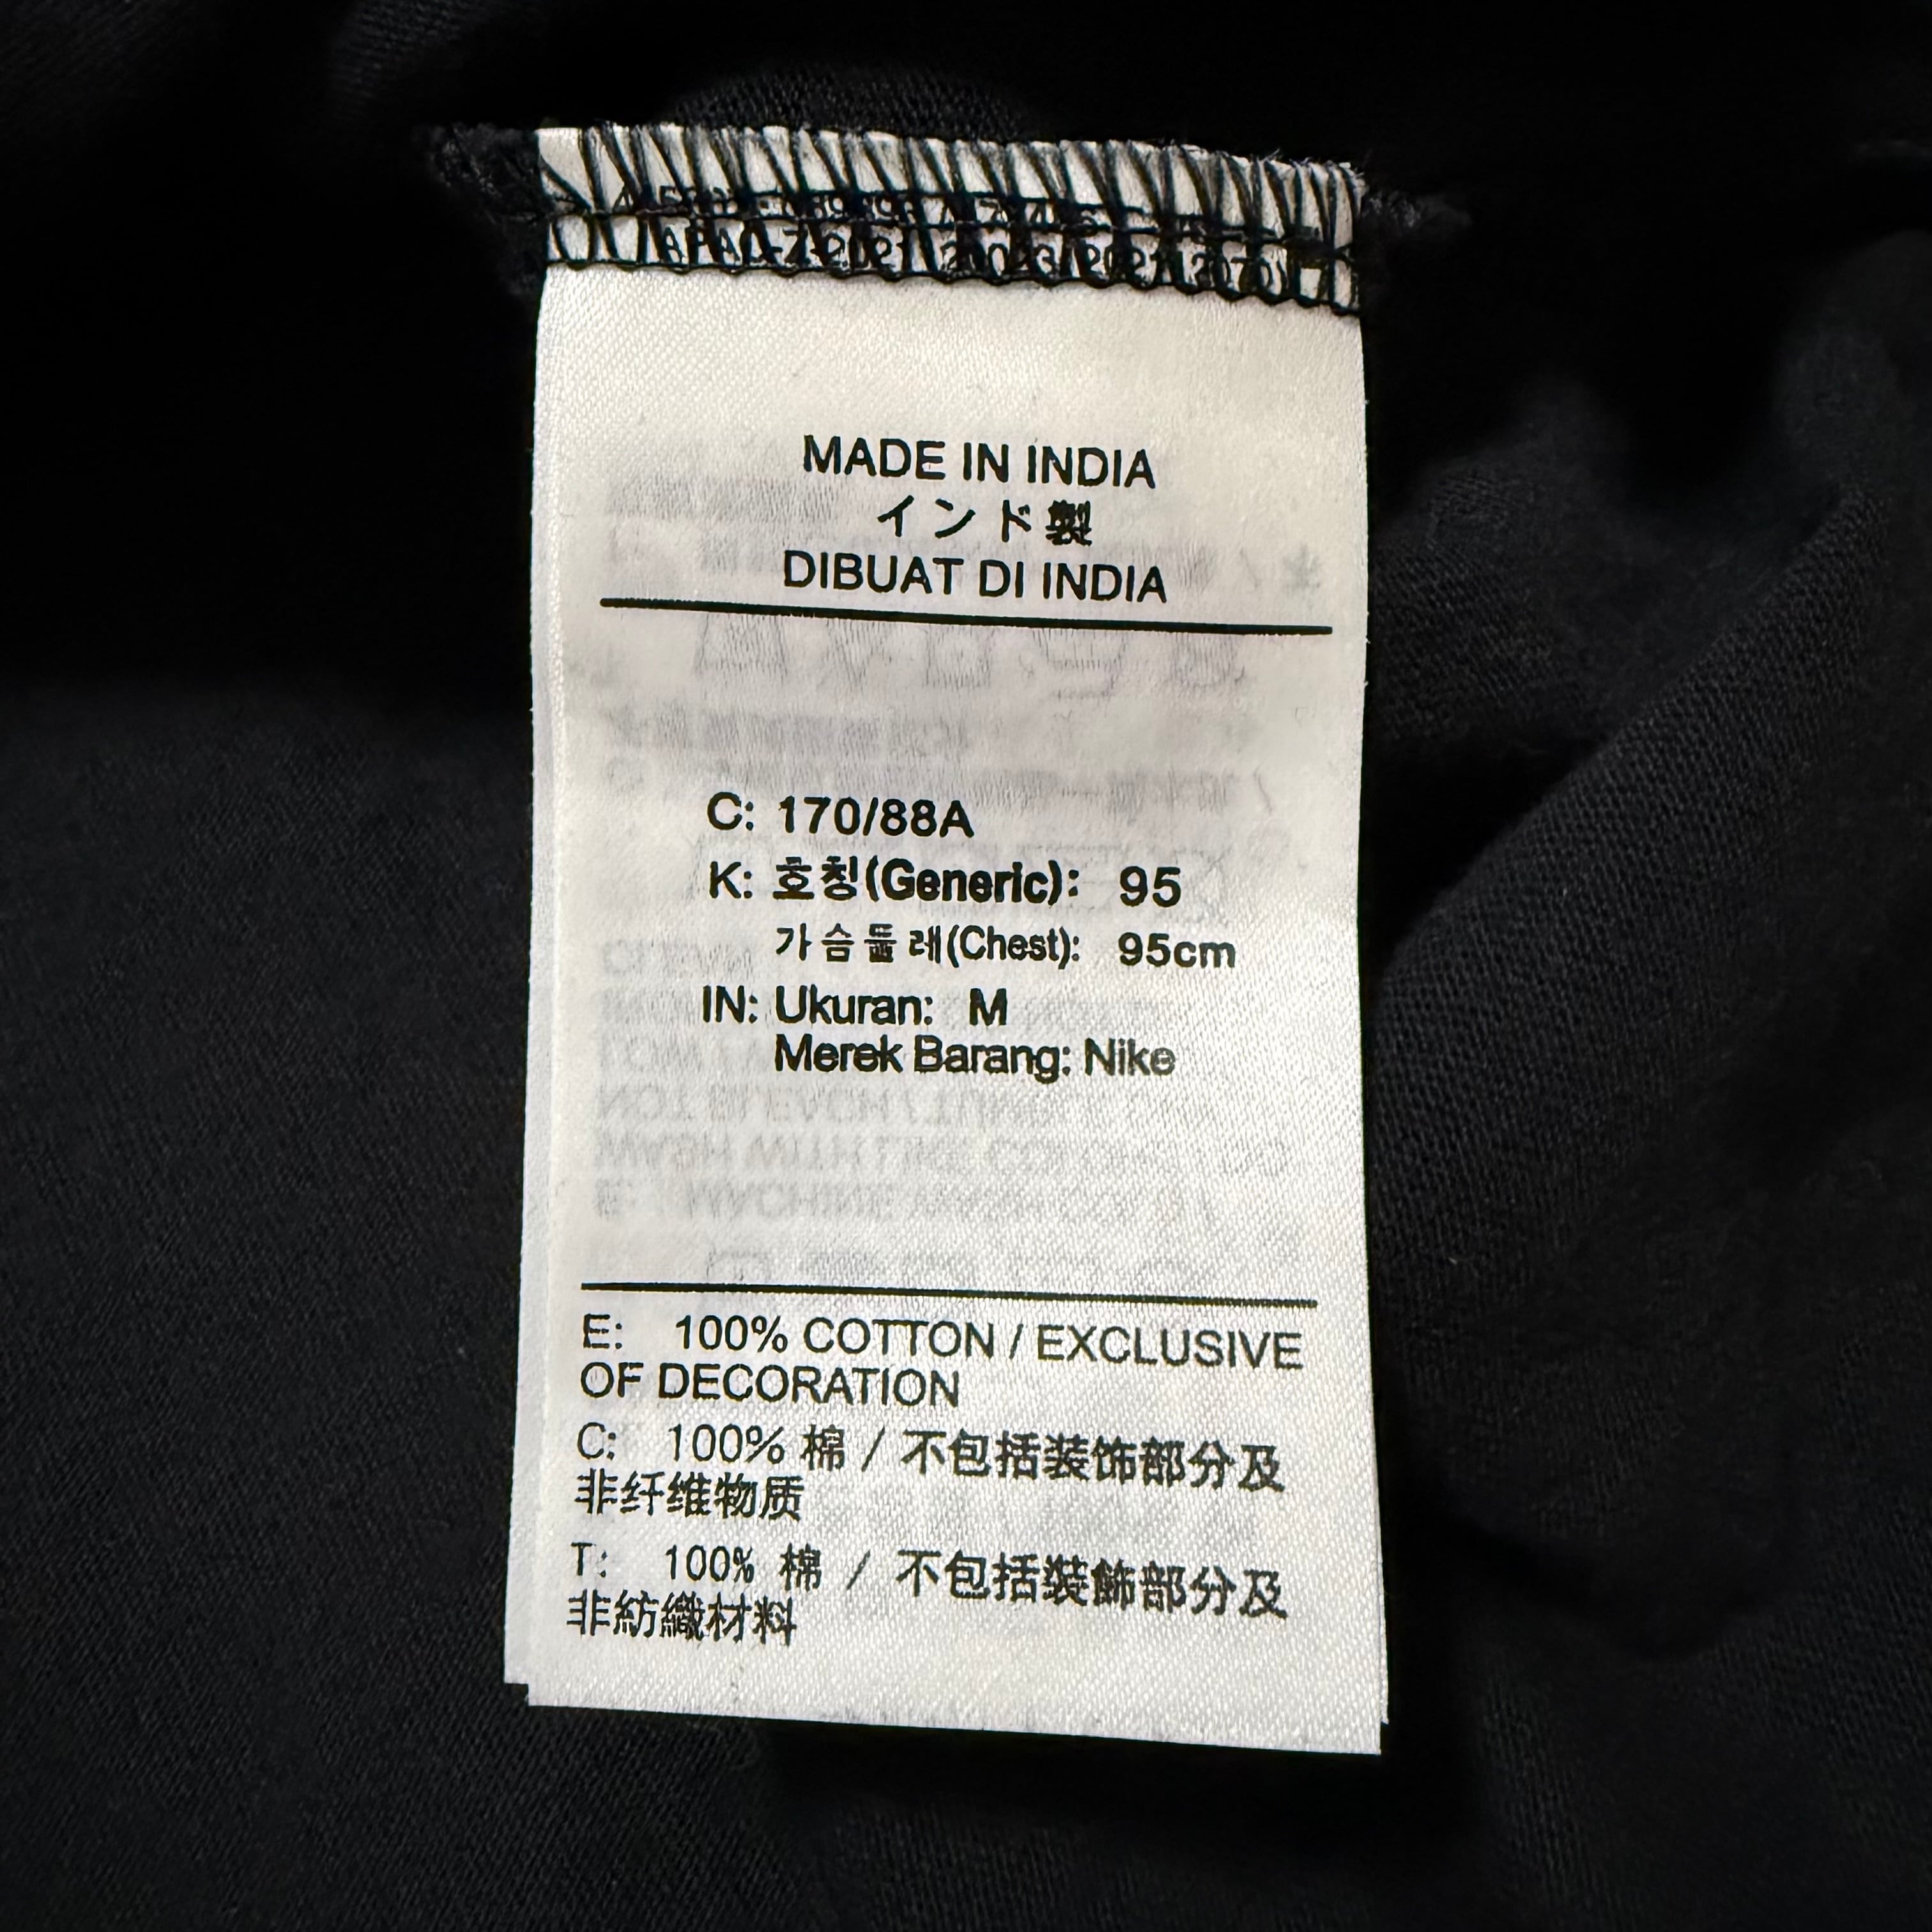 MADE IN INDIA
インド製
DIBUAT DI INDIA
C: 170/88A
K: 호칭(Generic): 95
가슴둘레(Chest): 95cm
IN: Ukuran: M
Merek Barang: Nike
E: 100% COTTON / EXCLUSIVE
OF DECORATION
C: 100% 棉 / 不包括装饰部分及
非纤维物质
T: 100% 棉 / 不包括裝飾部分及
非紡織材料